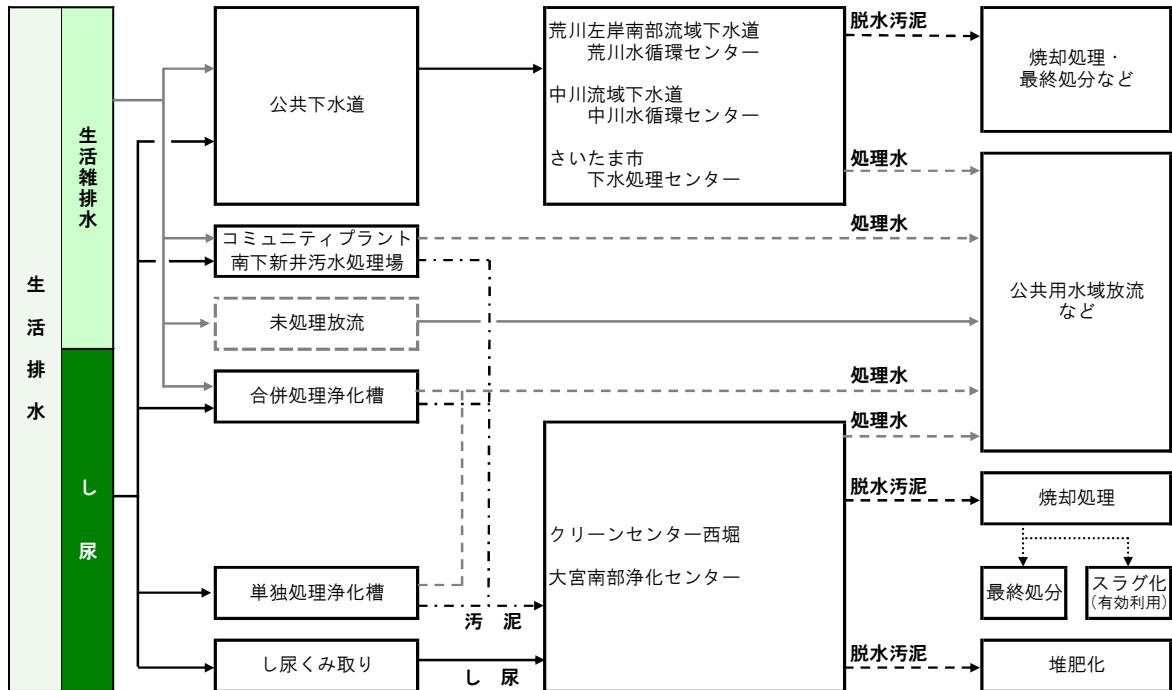 生活排水
生活雑排水
し尿
公共下水道
コミュニティプラント
南下新井汚水処理場
未処理放流
合併処理浄化槽
単独処理浄化槽
し尿くみ取り
荒川左岸南部流域下水道
荒川水循環センター
中川流域下水道
中川水循環センター
さいたま市
下水処理センター
クリーンセンター西堀
大宮南部浄化センター
汚 泥
し 尿
脱水汚泥
処理水
処理水
処理水
処理水
脱水汚泥
脱水汚泥
焼却処理・
最終処分など
公共用水域放流
など
焼却処理
最終処分
スラグ化
(有効利用)
堆肥化